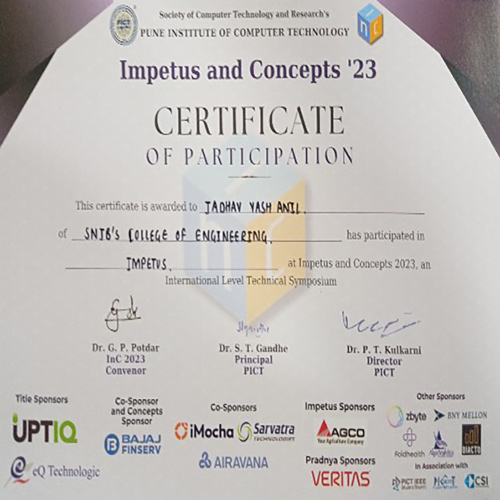 Society of Computer Technology and Research's
PUNE INSTITUTE OF COMPUTER TECHNOLOGY
Impetus and Concepts '23
CERTIFICATE
OF PARTICIPATION
This certificate is awarded to JADHAV YASH ANIL.
of SNJB'S COLLEGE OF ENGINEERING. has participated in
IMPETUS. at Impetus and Concepts 2023, an
International Level Technical Symposium
Dr. G. P. Potdar
InC 2023
Convenor
Dr. S. T. Gandhe
Principal
PICT
Dr. P. T. Kulkarni
Director
PICT
Title Sponsors
UPTIQ
eQ Technologic
Co-Sponsor
and Concepts
Sponsor
BAJAJ
FINSERV
Co-Sponsors
iMocha
Sarvatra
TECHNOLOGIES
AIRAVANA
Impetus Sponsors
AGCO
Your Agriculture Company
Pradnya Sponsors
VERITAS
Other Sponsors
zbyte
BNY MELLON
Foldhealth
DIACTO
In Association with
PICT IEEE
CSI